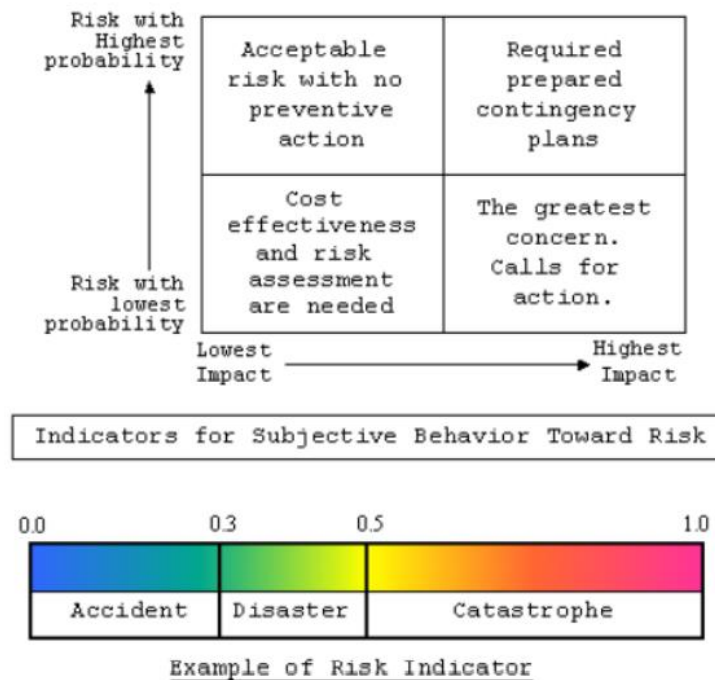 Risk with
Highest
probability
Acceptable
risk with no
preventive
action
Required
prepared
contingency
plans
Cost
effectiveness
and risk
assessment
are needed
The greatest
concern.
Calls for
action.
Risk with
lowest
probability
Lowest
Impact
Highest
Impact
Indicators for Subjective Behavior Toward Risk
0.0 0.3 0.5 1.0
Accident Disaster Catastrophe
Example of Risk Indicator